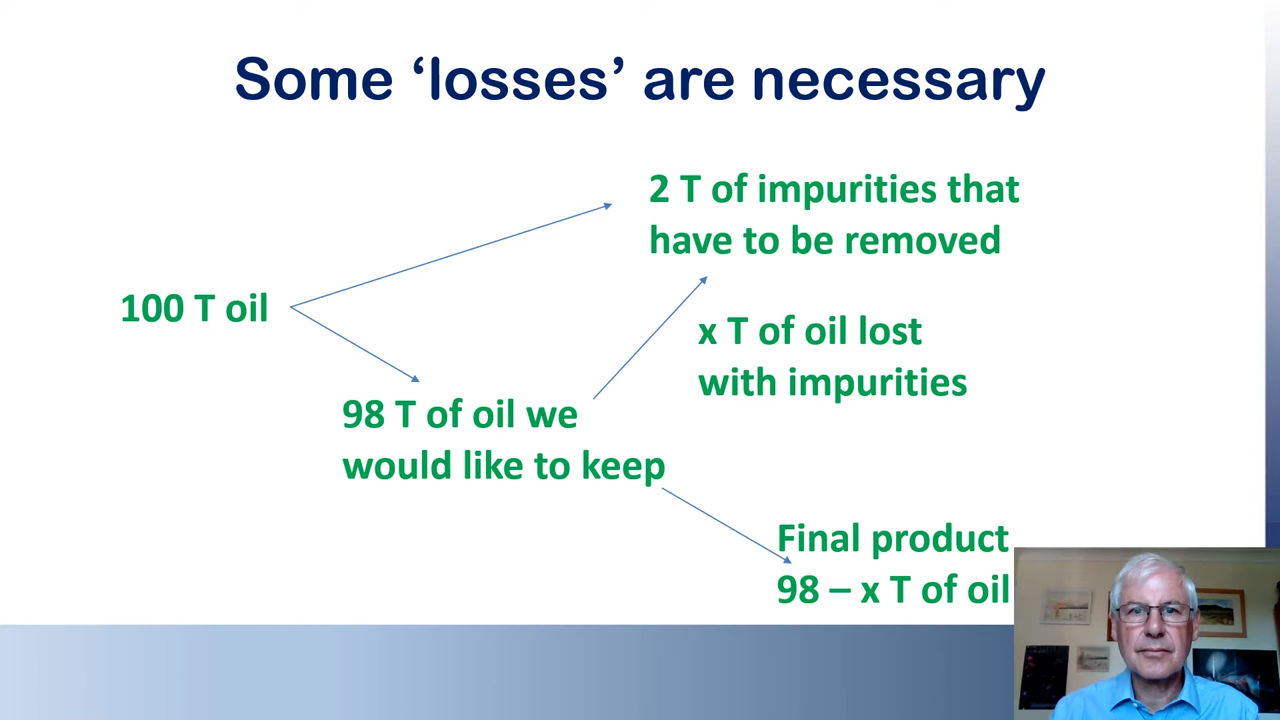 Some ‘losses’ are necessary
2 T of impurities that
have to be removed
100 T oil
x T of oil lost
with impurities
98 T of oil we
would like to keep
Final product
98 – x T of oil